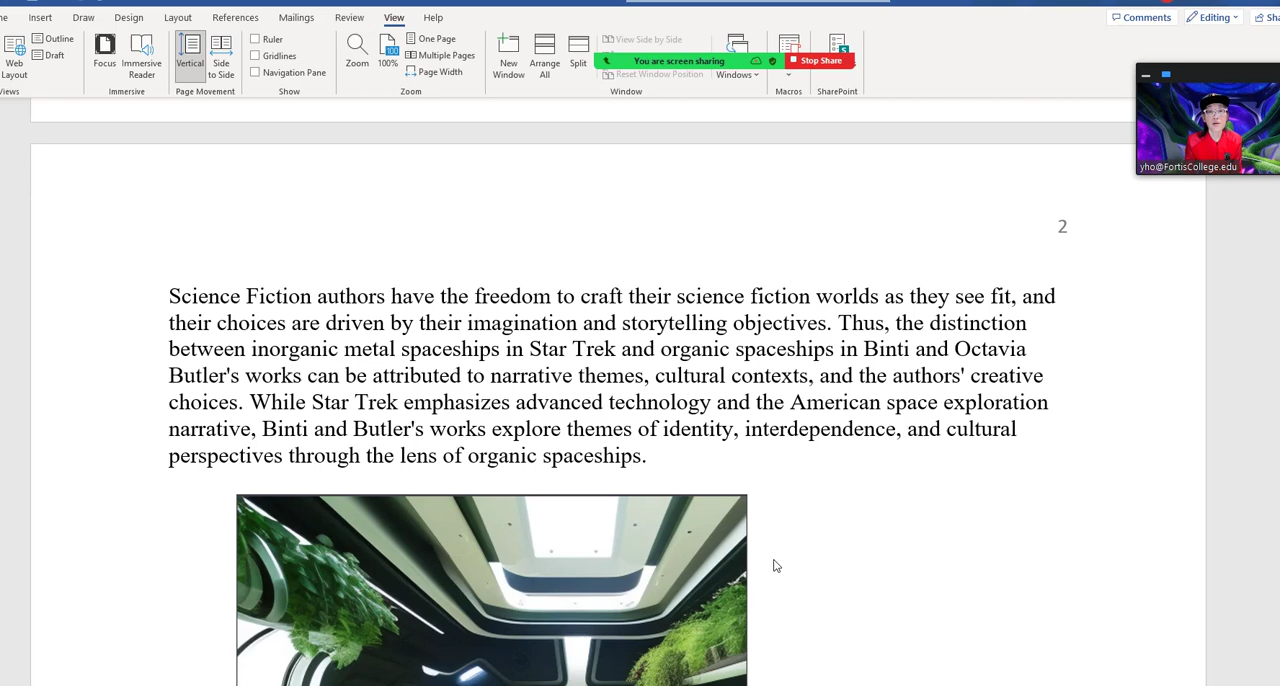 Insert Draw Design Layout References Mailings Review View Help
Comments Editing
Outline
Draft
Web
Layout
Focus
Immersive
Reader
Vertical
Side
to Side
Ruler
Gridlines
Navigation Pane
Zoom
100
100%
One Page
Multiple Pages
Page Width
New
Window
Arrange
All
Split
View Side by Side
You are screen sharing Stop Share
Reset Window Position
Windows
Immersive Page Movement Show Zoom Window Macros SharePoint
yho@FortisCollege.edu
2
Science Fiction authors have the freedom to craft their science fiction worlds as they see fit, and
their choices are driven by their imagination and storytelling objectives. Thus, the distinction
between inorganic metal spaceships in Star Trek and organic spaceships in Binti and Octavia
Butler's works can be attributed to narrative themes, cultural contexts, and the authors' creative
choices. While Star Trek emphasizes advanced technology and the American space exploration
narrative, Binti and Butler's works explore themes of identity, interdependence, and cultural
perspectives through the lens of organic spaceships.